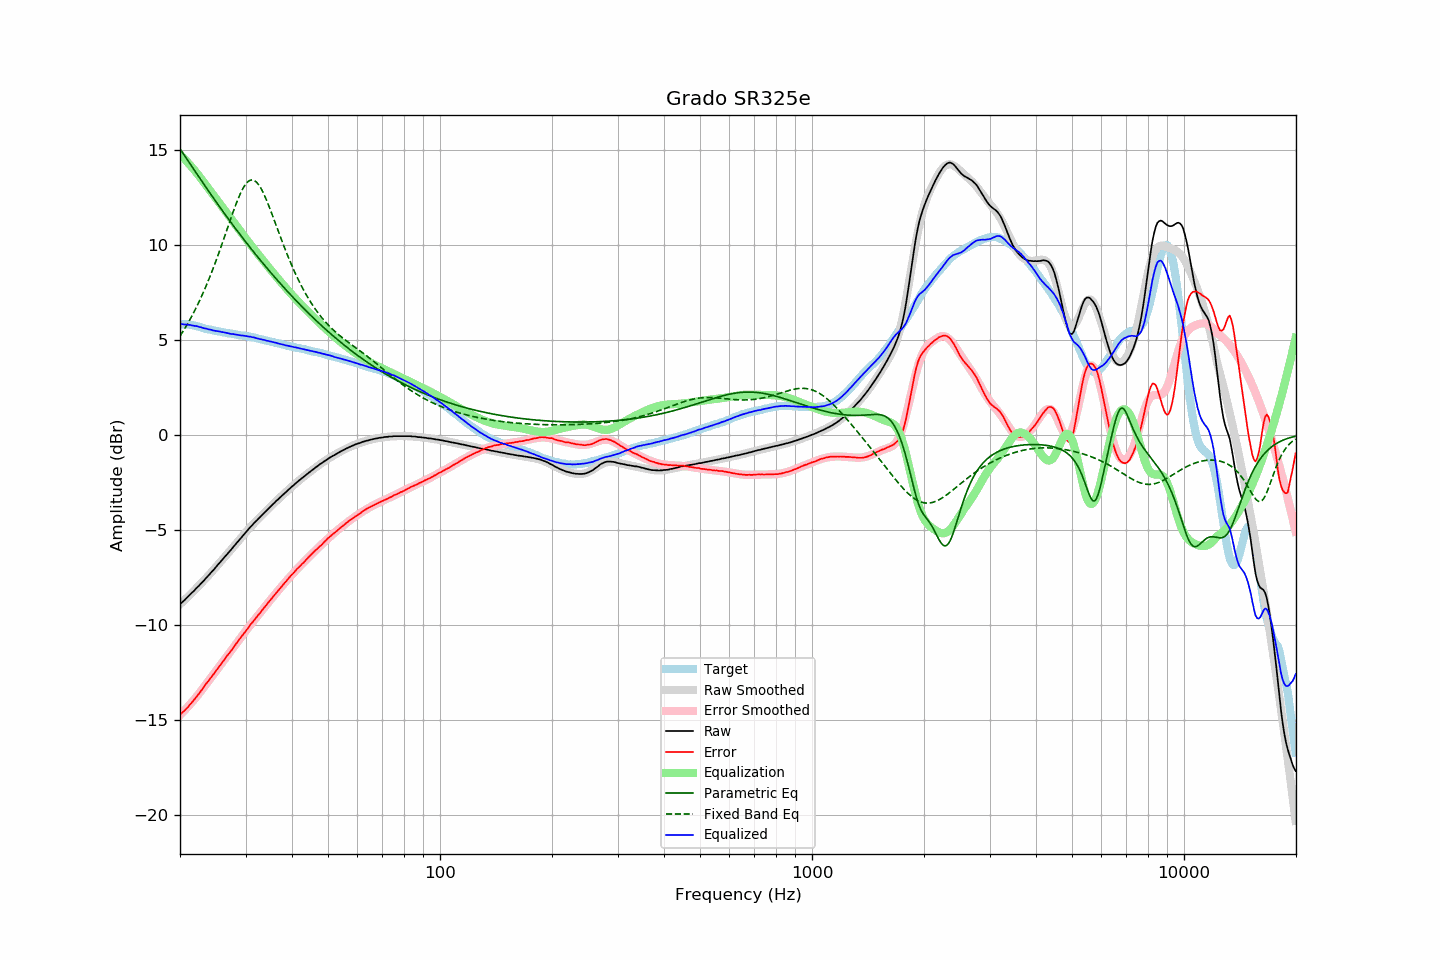 Grado SR325e
15
10
5
0
−5
−10
−15
−20
Amplitude (dBr)
100
1000
10000
Frequency (Hz)
Target
Raw Smoothed
Error Smoothed
Raw
Error
Equalization
Parametric Eq
Fixed Band Eq
Equalized